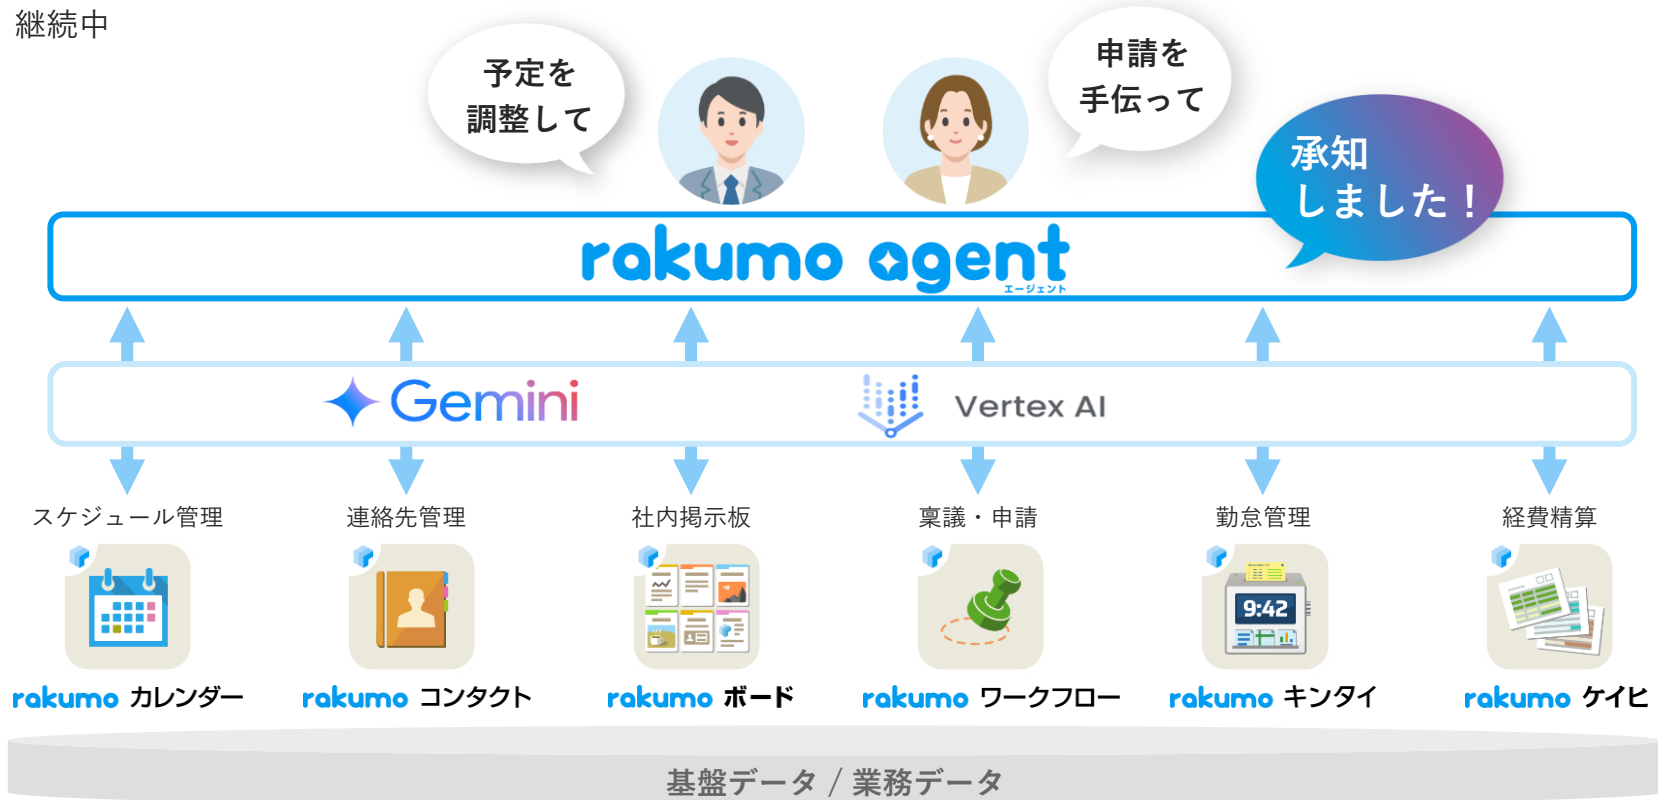 継続中
予定を
調整して
申請を
手伝って
承知
しました！
rakumo agent
エージェント
Gemini
Vertex AI
スケジュール管理
連絡先管理
社内掲示板
稟議・申請
勤怠管理
経費精算
9:42
rakumo カレンダー
rakumo コンタクト
rakumo ボード
rakumo ワークフロー
rakumo キンタイ
rakumo ケイヒ
基盤データ / 業務データ